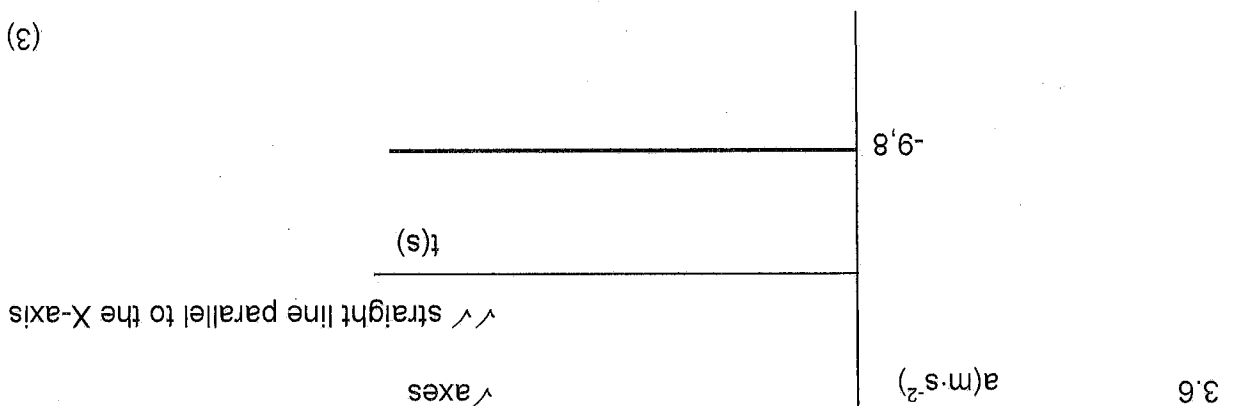 3.6
a(m·s⁻²)
✓axes
✓✓ straight line parallel to the X-axis
t(s)
-9,8
(3)